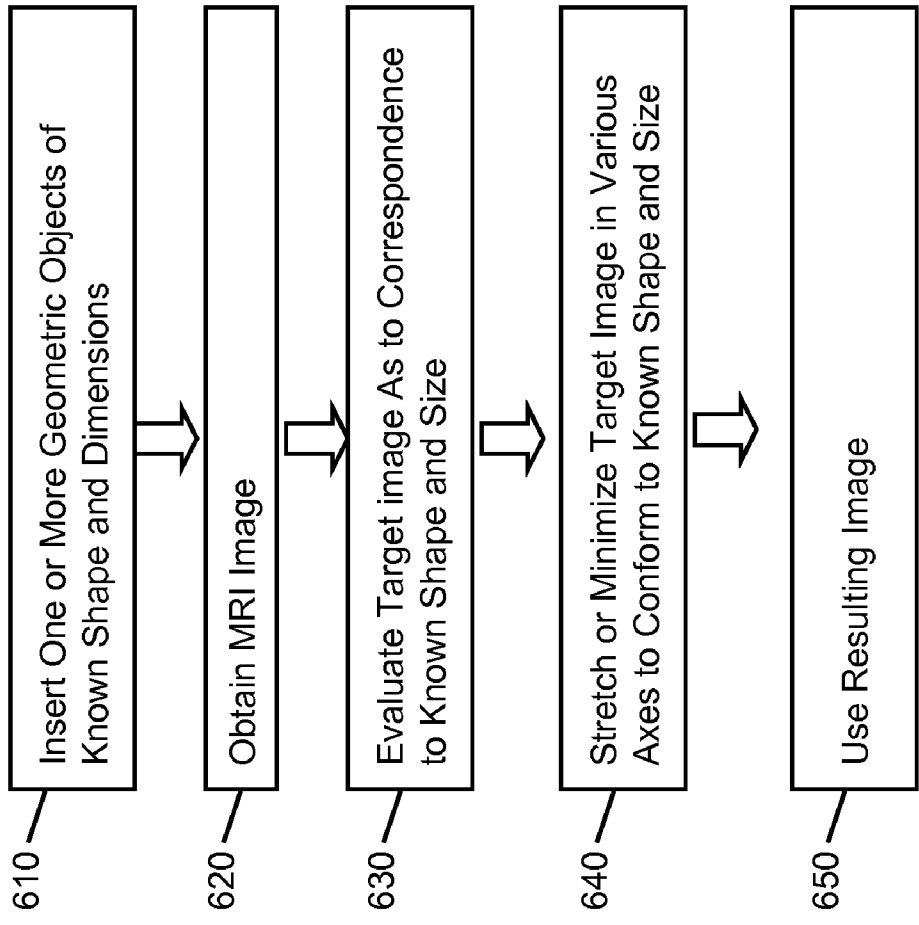 610
Insert One or More Geometric Objects of
Known Shape and Dimensions
620
Obtain MRI Image
630
Evaluate Target image As to Correspondence
to Known Shape and Size
640
Stretch or Minimize Target Image in Various
Axes to Conform to Known Shape and Size
650
Use Resulting Image